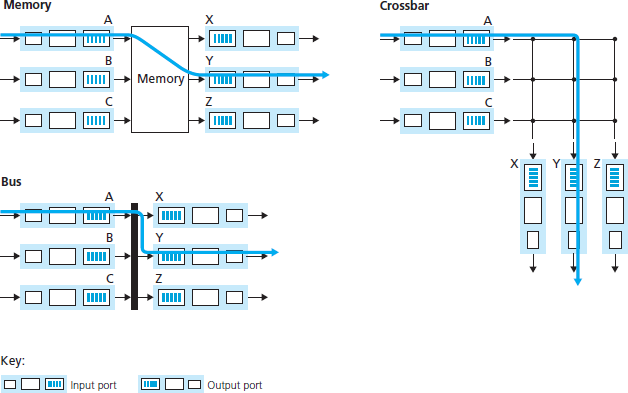 Memory
A
X
B
Memory
Y
C
Z
Crossbar
A
B
C
X
Y
Z
Bus
A
X
B
Y
C
Z
Key:
Input port
Output port